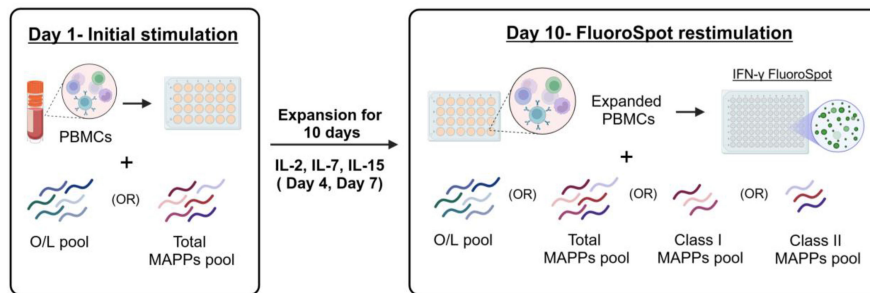 Day 1- Initial stimulation
PBMCs
+
O/L pool
(OR)
Total
MAPPs pool
Expansion for
10 days
IL-2, IL-7, IL-15
( Day 4, Day 7)
Day 10- FluoroSpot restimulation
Expanded
PBMCs
IFN-γ FluoroSpot
+
O/L pool
(OR)
Total
MAPPs pool
(OR)
Class I
MAPPs pool
(OR)
Class II
MAPPs pool